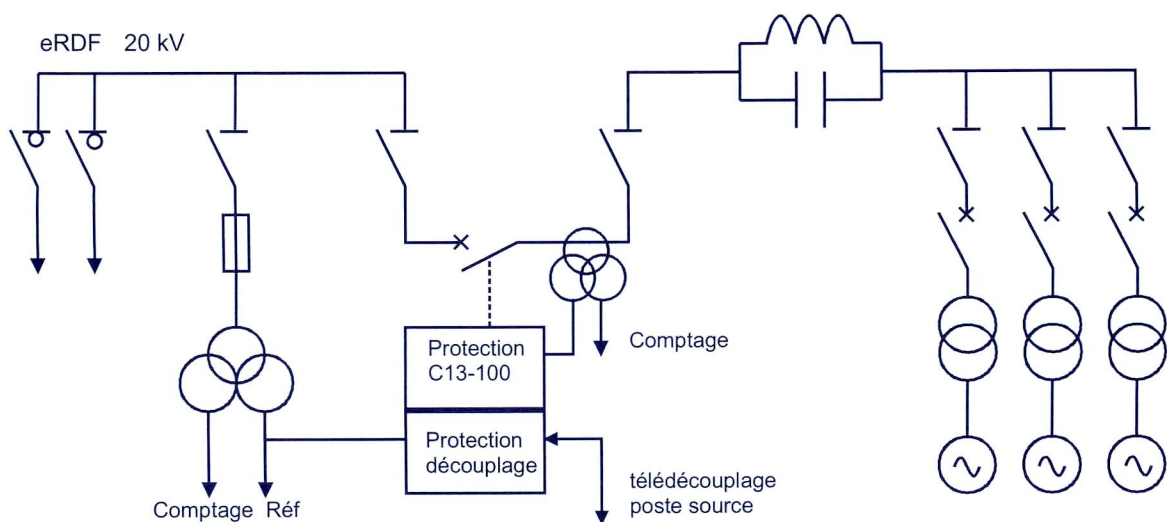 eRDF 20 kV
Protection
C13-100
Comptage
Protection
découplage
Comptage Réf
télédécouplage
poste source